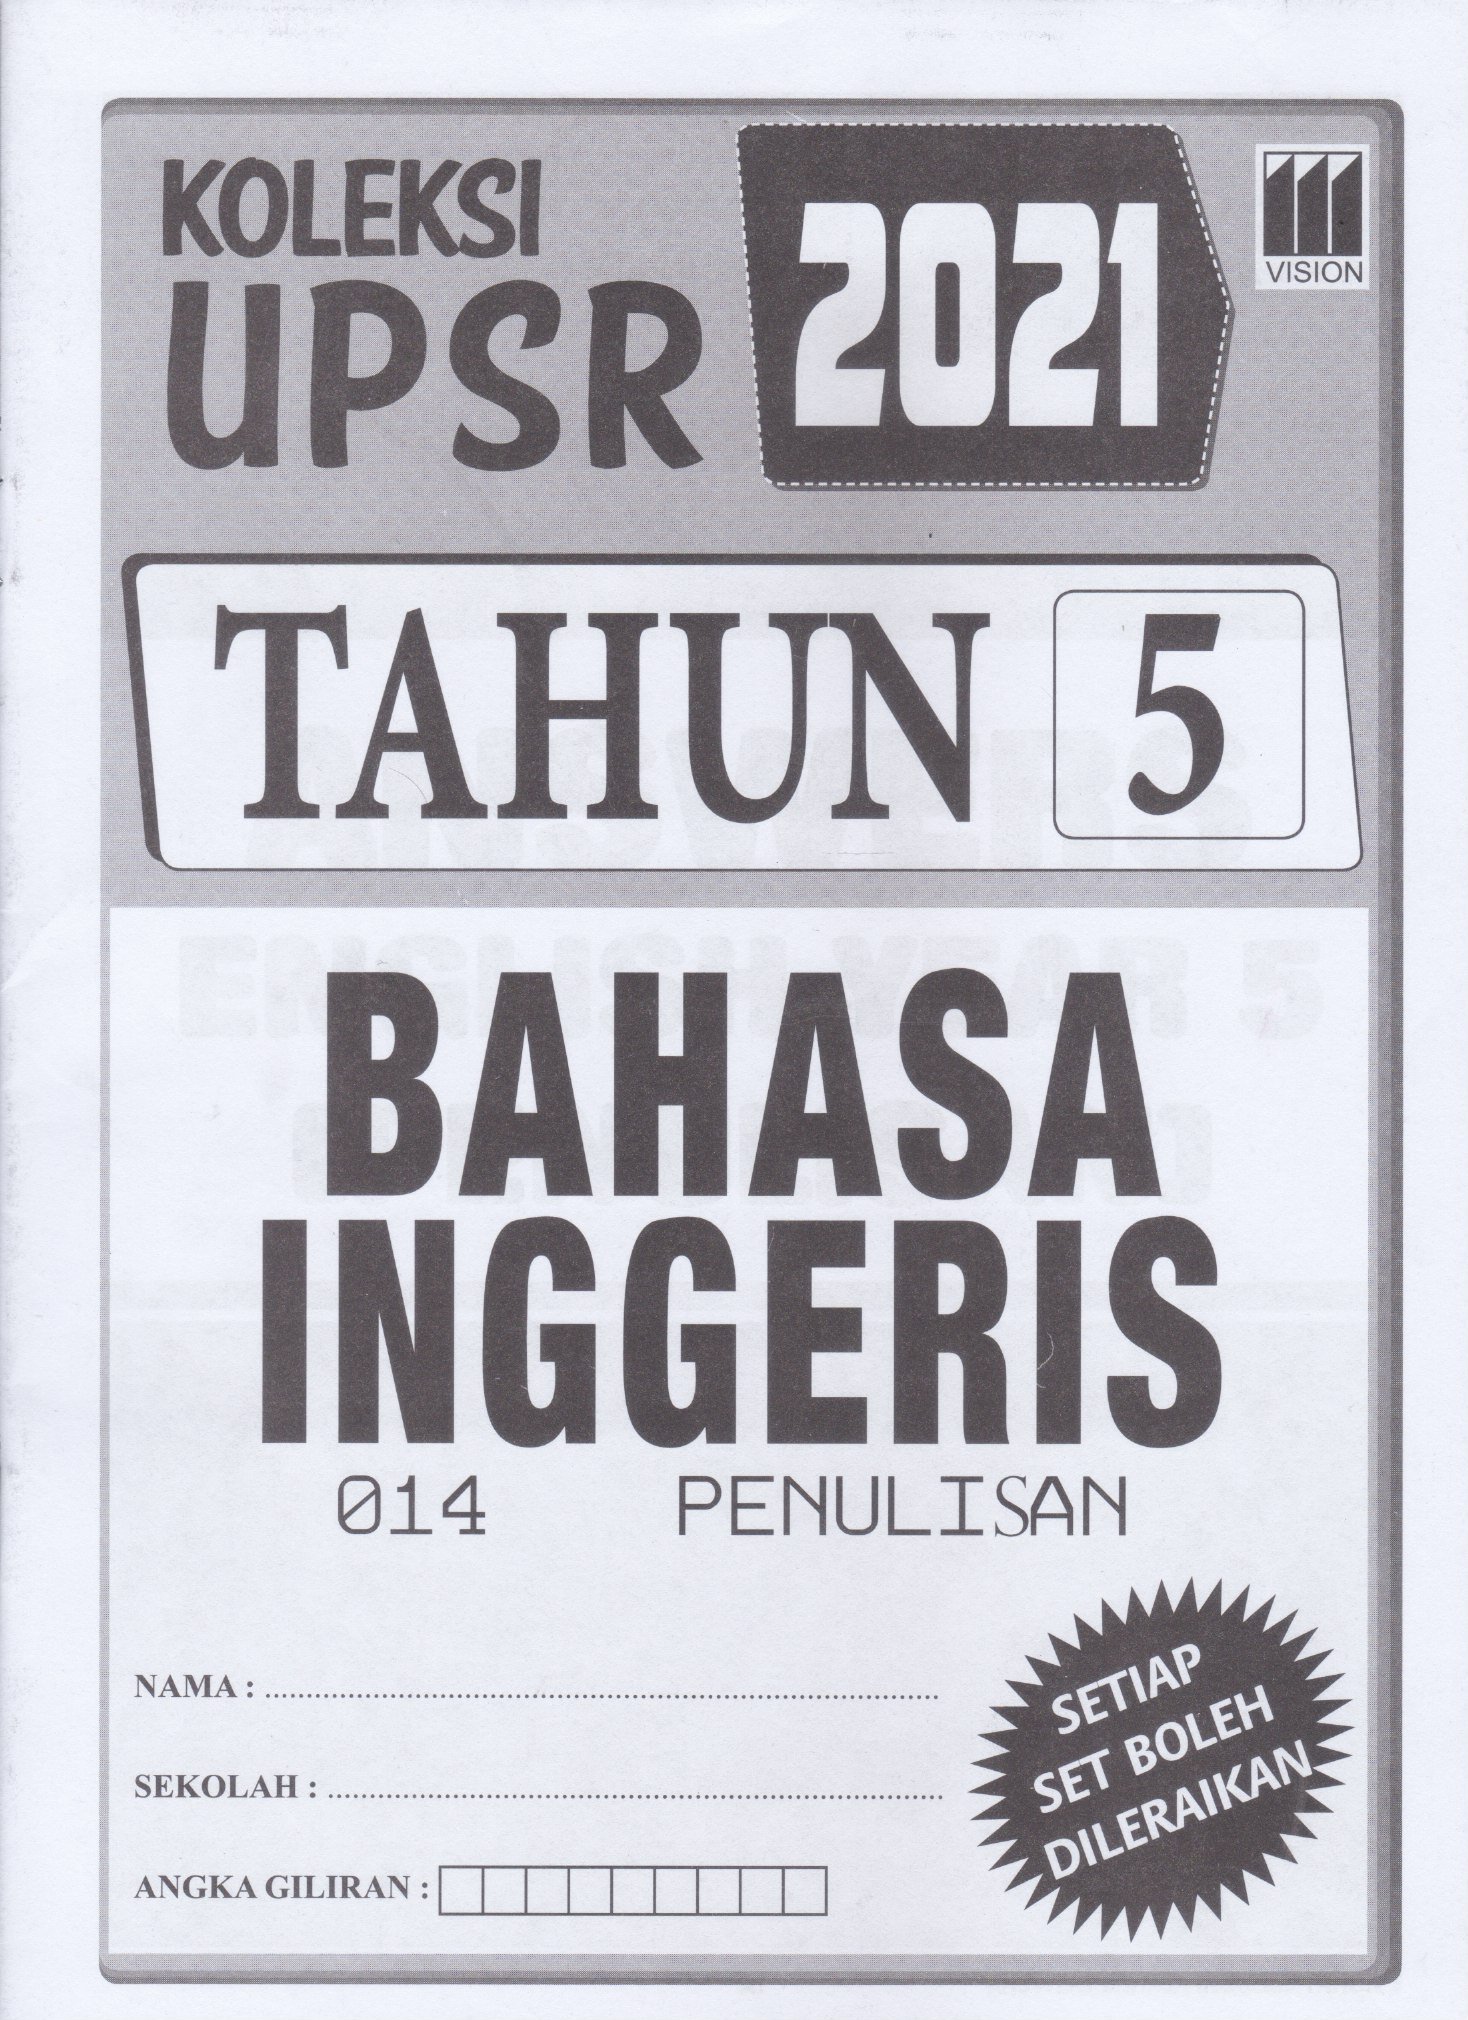 KOLEKSI
UPSR
2021
VISION
TAHUN 5
BAHASA
INGGERIS
014 PENULISAN
NAMA :
SEKOLAH :
ANGKA GILIRAN :
SETIAP
SET BOLEH
DILERAIKAN